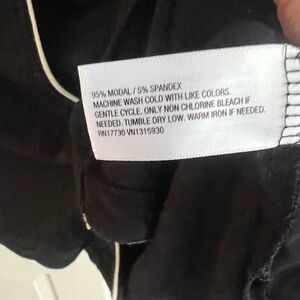 95% MODAL / 5% SPANDEX
MACHINE WASH COLD WITH LIKE COLORS.
GENTLE CYCLE. ONLY NON CHLORINE BLEACH IF
NEEDED. TUMBLE DRY LOW. WARM IRON IF NEEDED.
RN17730 VN1315930